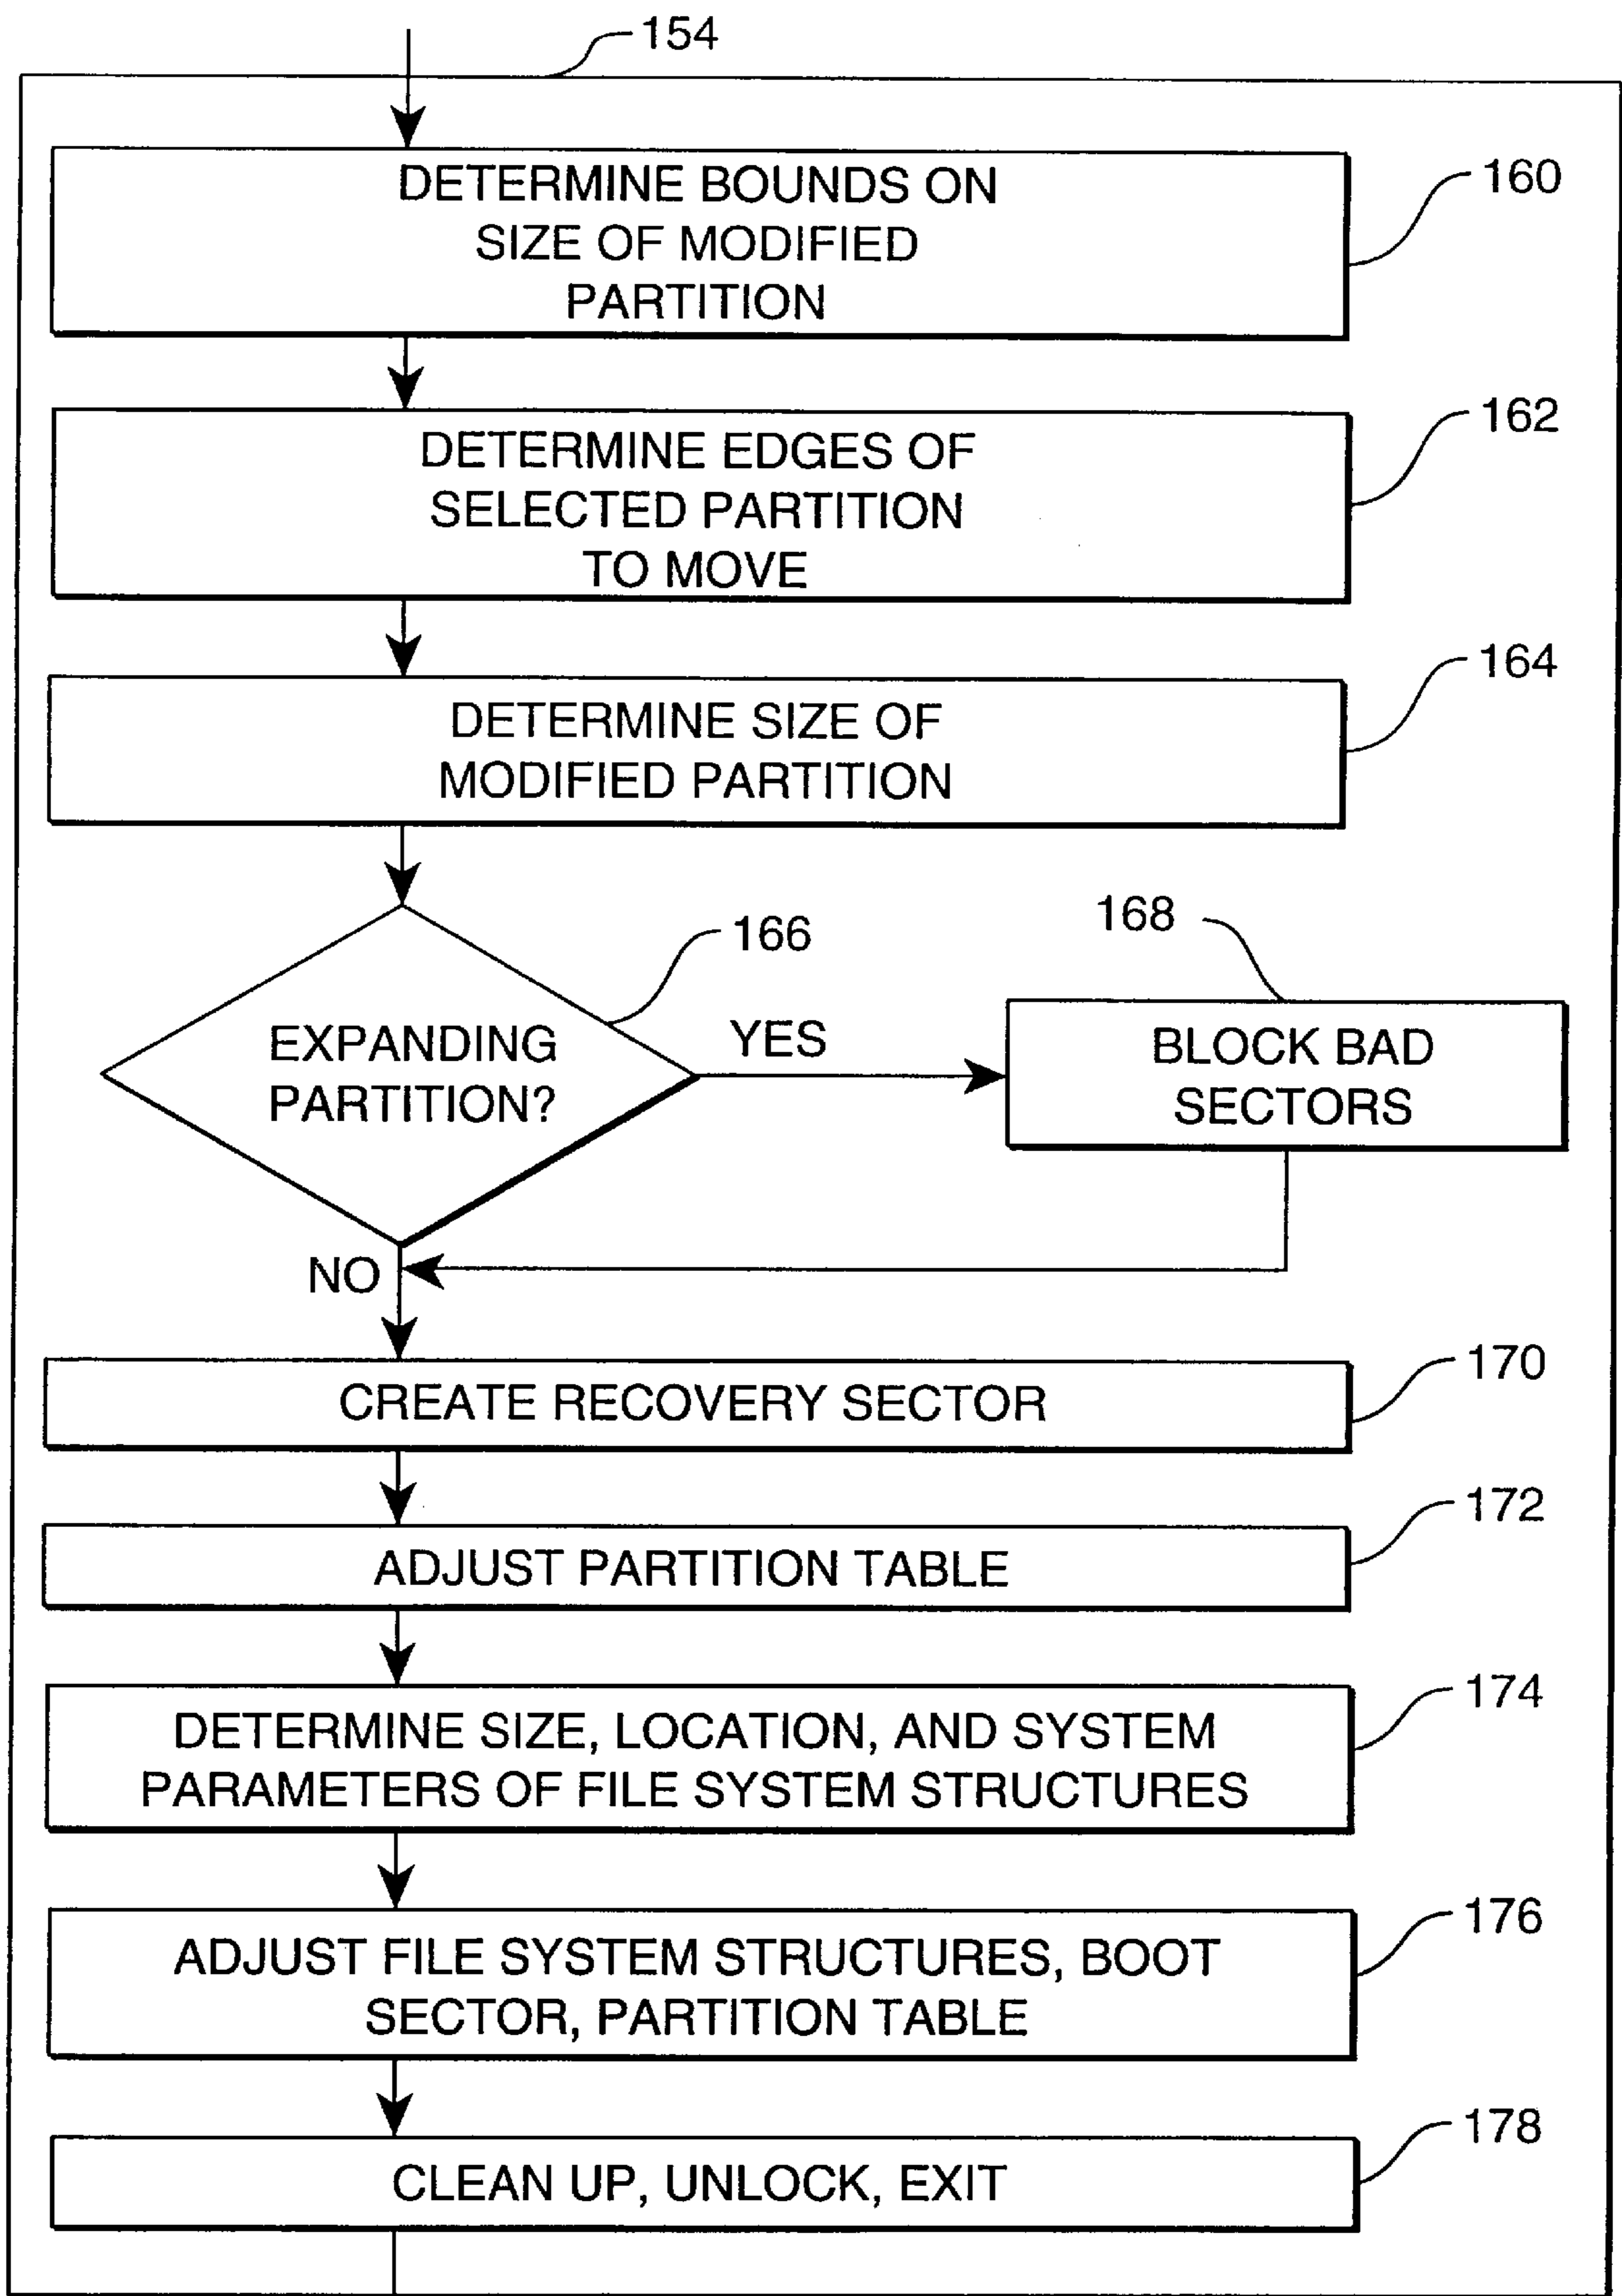 154
DETERMINE BOUNDS ON
SIZE OF MODIFIED
PARTITION
160
DETERMINE EDGES OF
SELECTED PARTITION
TO MOVE
162
DETERMINE SIZE OF
MODIFIED PARTITION
164
EXPANDING
PARTITION?
166
YES
168
BLOCK BAD
SECTORS
NO
CREATE RECOVERY SECTOR
170
ADJUST PARTITION TABLE
172
DETERMINE SIZE, LOCATION, AND SYSTEM
PARAMETERS OF FILE SYSTEM STRUCTURES
174
ADJUST FILE SYSTEM STRUCTURES, BOOT
SECTOR, PARTITION TABLE
176
CLEAN UP, UNLOCK, EXIT
178